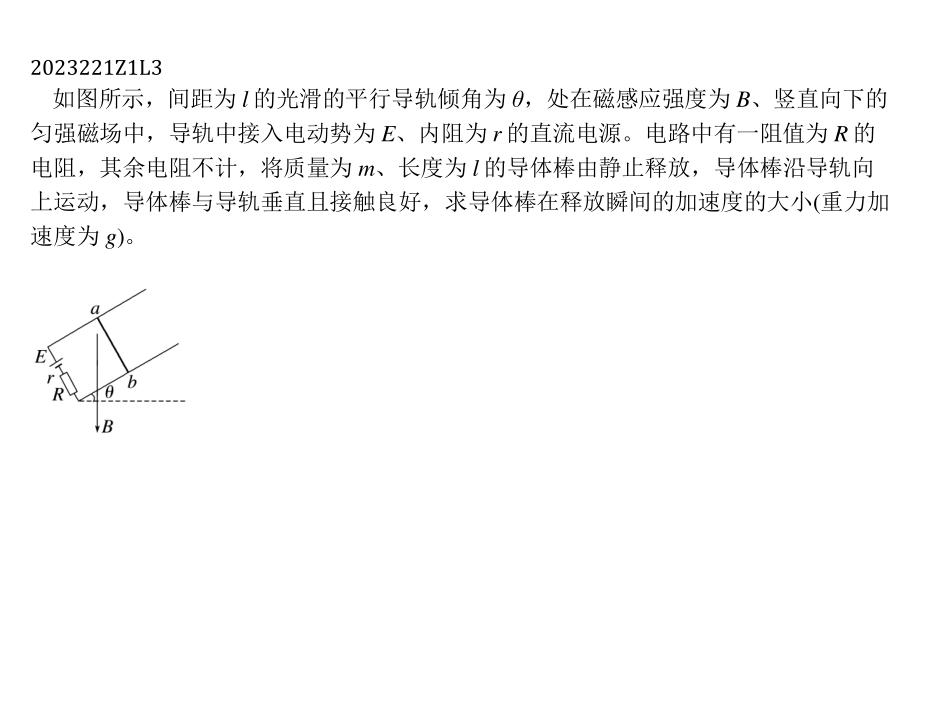 2023221Z1L3
如图所示，间距为 l 的光滑的平行导轨倾角为 θ，处在磁感应强度为 B、竖直向下的
匀强磁场中，导轨中接入电动势为 E、内阻为 r 的直流电源。电路中有一阻值为 R 的
电阻，其余电阻不计，将质量为 m、长度为 l 的导体棒由静止释放，导体棒沿导轨向
上运动，导体棒与导轨垂直且接触良好，求导体棒在释放瞬间的加速度的大小(重力加
速度为 g)。
a
E
r
R
θ
b
B